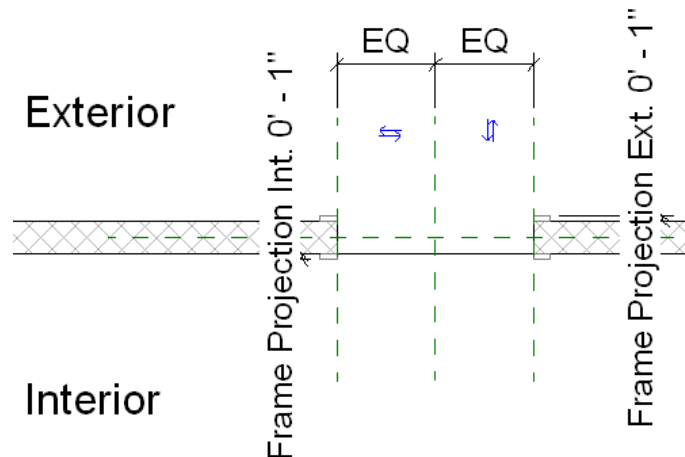 EQ EQ
Exterior
Frame Projection Int. 0' - 1"
Frame Projection Ext. 0' - 1"
Interior